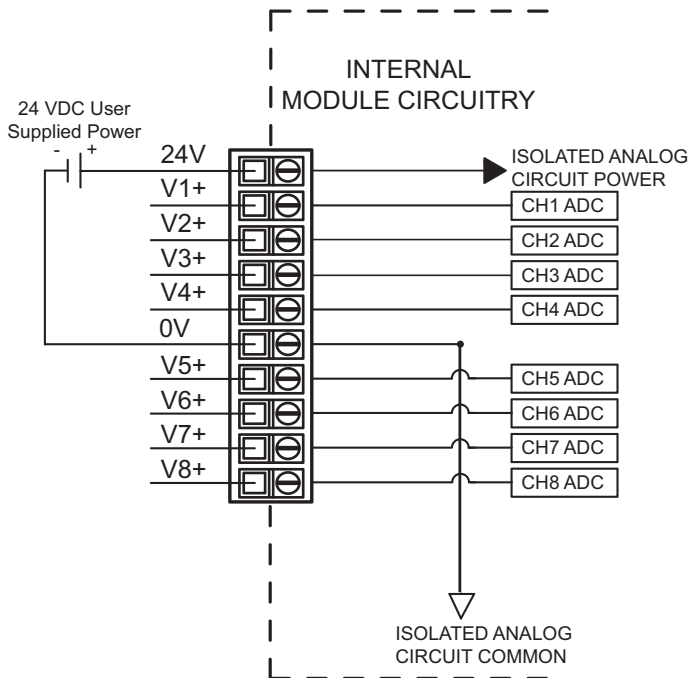 INTERNAL
MODULE CIRCUITRY
24 VDC User
Supplied Power
- +
24V
ISOLATED ANALOG
CIRCUIT POWER
V1+
CH1 ADC
V2+
CH2 ADC
V3+
CH3 ADC
V4+
CH4 ADC
0V
V5+
CH5 ADC
V6+
CH6 ADC
V7+
CH7 ADC
V8+
CH8 ADC
ISOLATED ANALOG
CIRCUIT COMMON